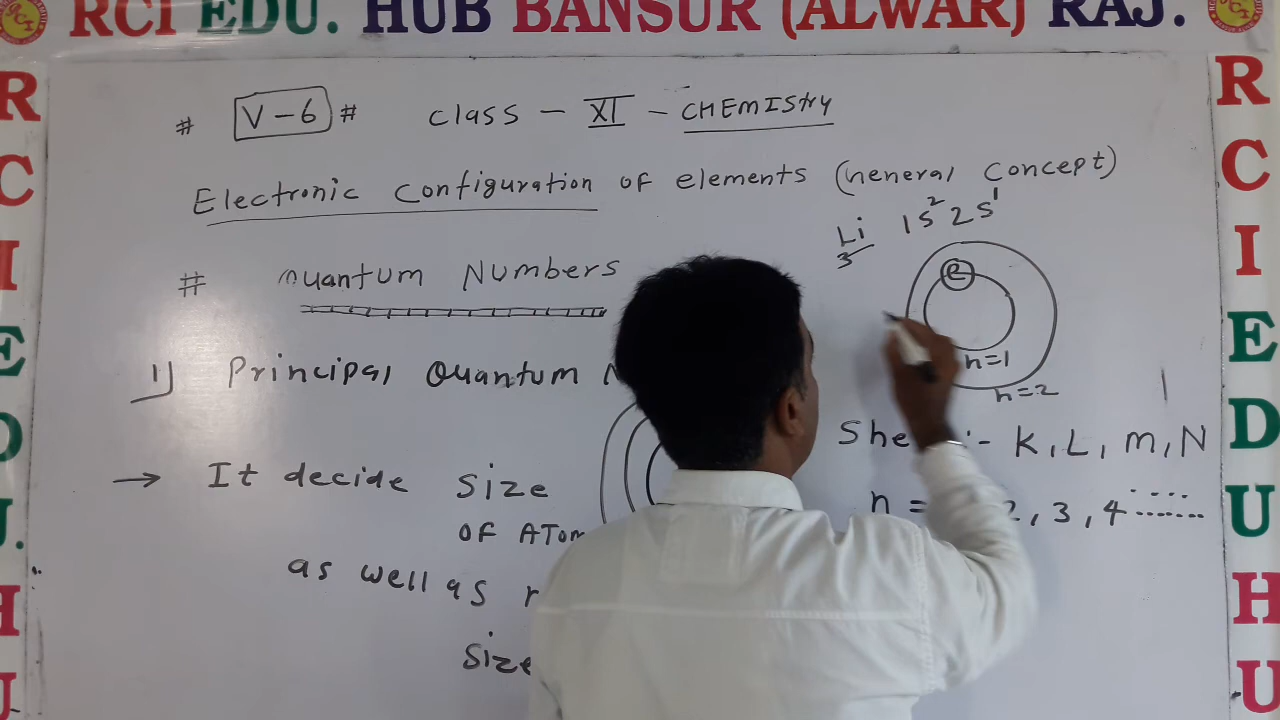 RCI EDU. HUB BANSUR (ALWAR) RAJ.
R C I E D U. H U
# V-6 # Class - XI - CHEMIStry
Electronic Configuration of elements (General Concept)
Li 1s² 2s¹
3
e
n=1
n=2
# Quantum Numbers
1) Principal Quantum
→ It decide Size
OF ATom
as well as
Size
K, L, M, N
n = 2, 3, 4 .......
R C I E D U H U